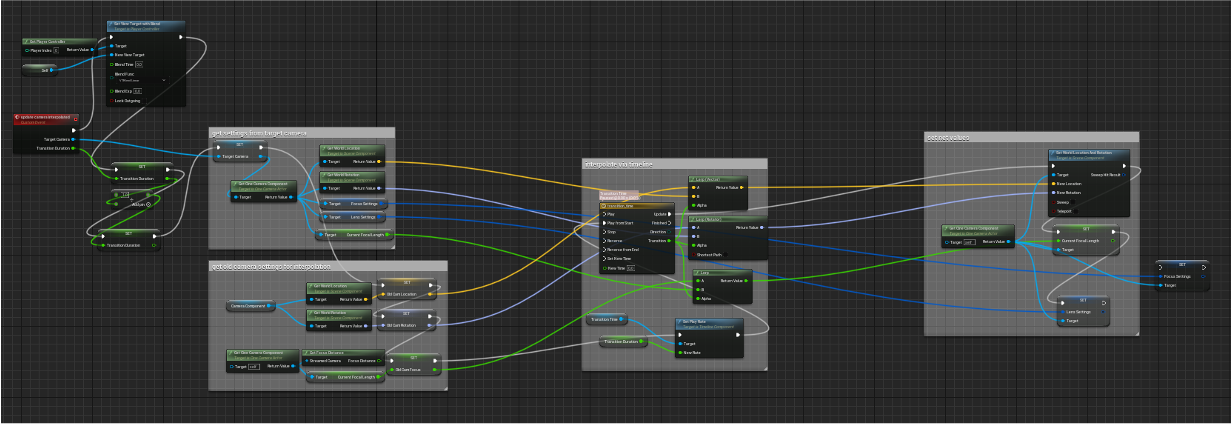 Set View Target with Blend
Target is Player Controller
Get Player Controller
Player Index
Return Value
Target
New View Target
Self
Blend Time
0.0
Blend Func
Blend Exp
0.0
Lock Outgoing
Custom Event
Target Camera
Transition Duration
SET
Transition Duration
SET
Transition Duration
get settings from target camera
SET
Target Camera
Get Cine Camera Component
Target
Return Value
Get World Location
Target
Return Value
Get World Rotation
Target
Return Value
Target
Focus Settings
Target
Lens Settings
Target
Current Focal Length
get old camera settings for interpolation
Camera Component
Get World Location
Target
Return Value
Get World Rotation
Target
Return Value
SET
Old Cam Location
SET
Old Cam Rotation
Get Cine Camera Component
Target
self
Return Value
Get Focus Distance
Focus Distance
Target
Current Focal Length
SET
Old Cam Focus
interpolate via timeline
Transition Time
Play
Update
Play from Start
Finished
Stop
Direction
Reverse
Transition
Reverse from End
Set New Time
New Time
0.0
Lerp (Vector)
A
Return Value
B
Alpha
Lerp (Rotator)
A
Return Value
B
Alpha
Shortest Path
Lerp
A
Return Value
B
Alpha
Transition Time
Transition Duration
Set Play Rate
Target is Timeline Component
Target
New Rate
set net values
Set World Location And Rotation
Target is Scene Component
Target
Sweep Hit Result
New Location
New Rotation
Sweep
Teleport
Get Cine Camera Component
Target
self
Return Value
SET
Current Focal Length
Target
SET
Lens Settings
Target
SET
Focus Settings
Target